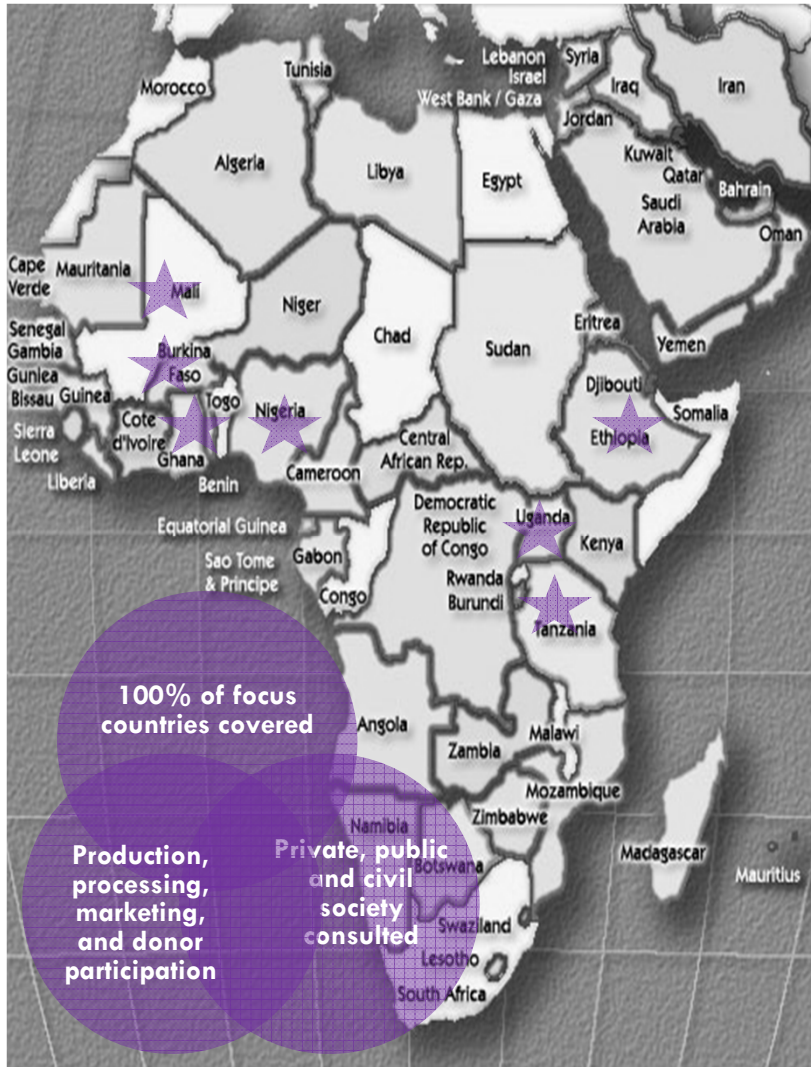 Morocco
Tunisia
Lebanon
Israel
West Bank / Gaza
Syria
Iraq
Iran
Jordan
Kuwait
Qatar
Bahrain
Saudi
Arabia
Oman
Algeria
Libya
Egypt
Cape
Verde
Mauritania
Mali
Niger
Chad
Sudan
Eritrea
Yemen
Senegal
Gambia
Guniea
Bissau
Guinea
Burkina
Faso
Djibouti
Somalia
Sierra
Leone
Liberia
Cote
d'Ivoire
Ghana
Togo
Benin
Nigeria
Cameroon
Central
African Rep.
Ethiopia
Equatorial Guinea
Sao Tome
& Principe
Gabon
Congo
Democratic
Republic
of Congo
Uganda
Kenya
Rwanda
Burundi
Tanzania
100% of focus
countries covered
Angola
Zambia
Malawi
Mozambique
Zimbabwe
Namibia
Botswana
Madagascar
Mauritius
Production,
processing,
marketing,
and donor
participation
Private, public
and civil
society
consulted
Swaziland
Lesotho
South Africa